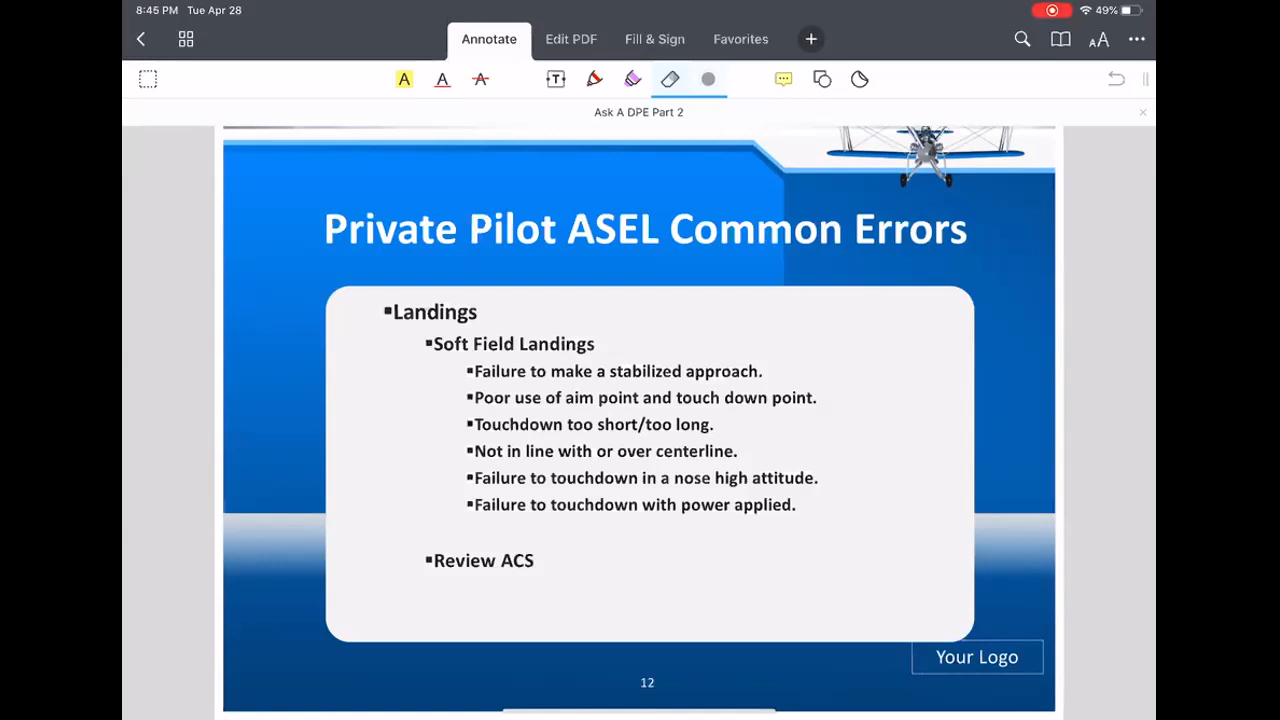 8:45 PM Tue Apr 28
49%
Annotate Edit PDF Fill & Sign Favorites
AA
A A A T
Ask A DPE Part 2
Private Pilot ASEL Common Errors
▪Landings
▪Soft Field Landings
▪Failure to make a stabilized approach.
▪Poor use of aim point and touch down point.
▪Touchdown too short/too long.
▪Not in line with or over centerline.
▪Failure to touchdown in a nose high attitude.
▪Failure to touchdown with power applied.
▪Review ACS
Your Logo
12